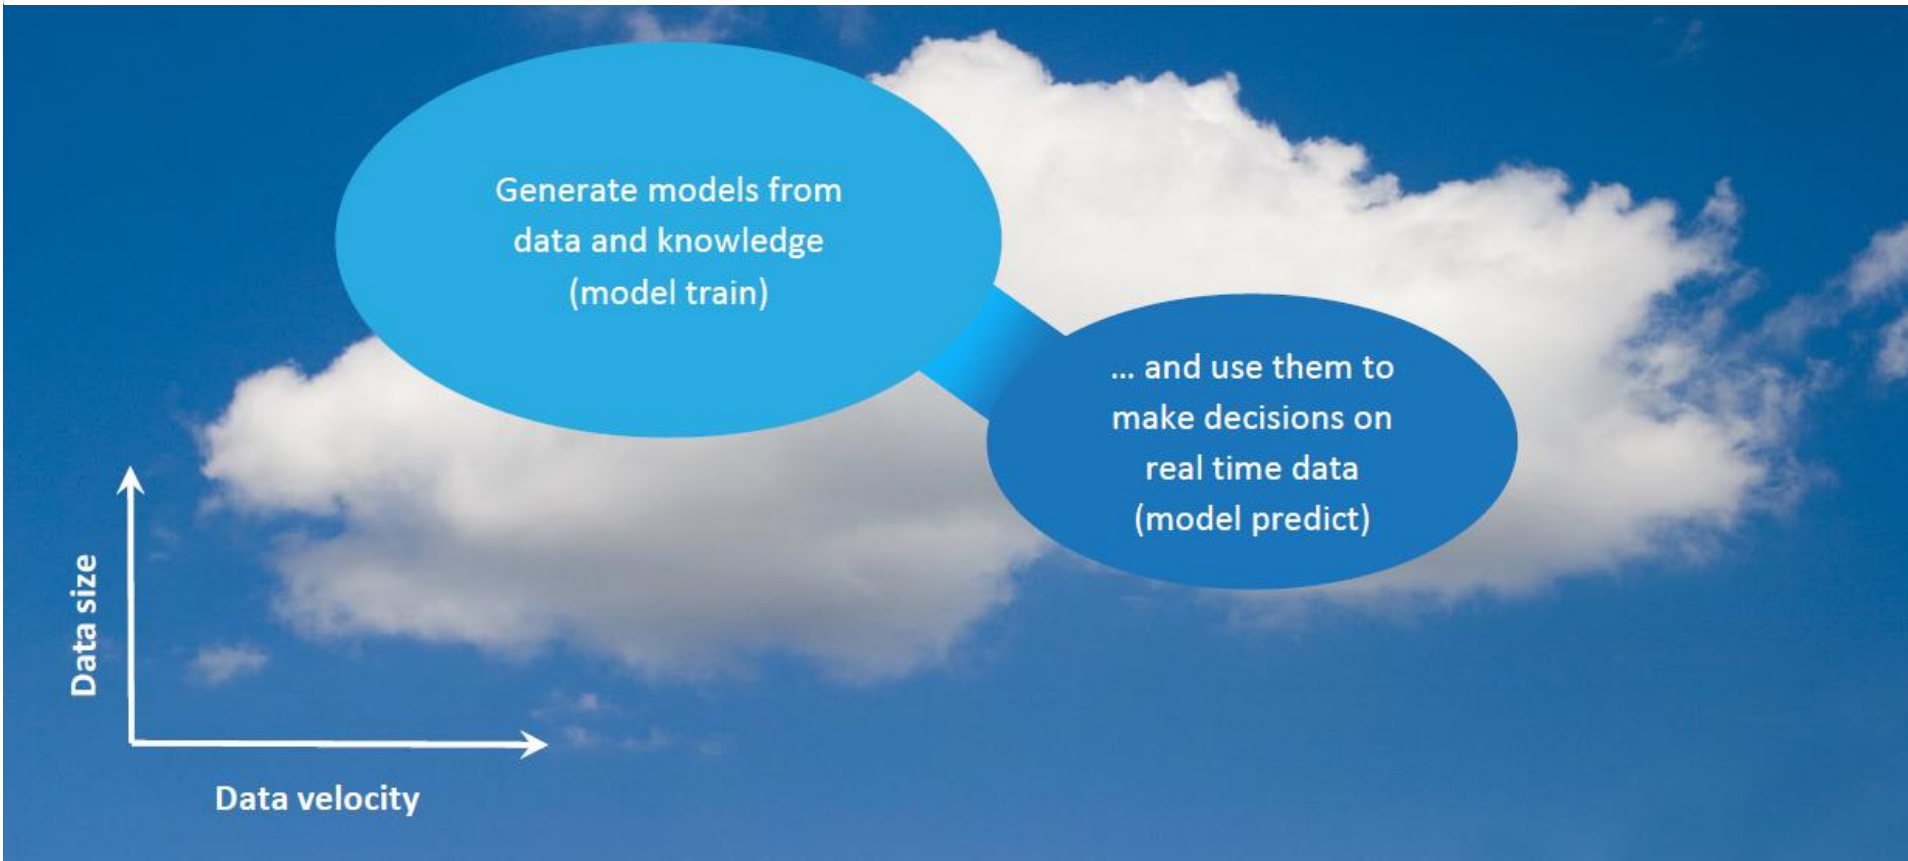 Generate models from
data and knowledge
(model train)
... and use them to
make decisions on
real time data
(model predict)
Data size
Data velocity